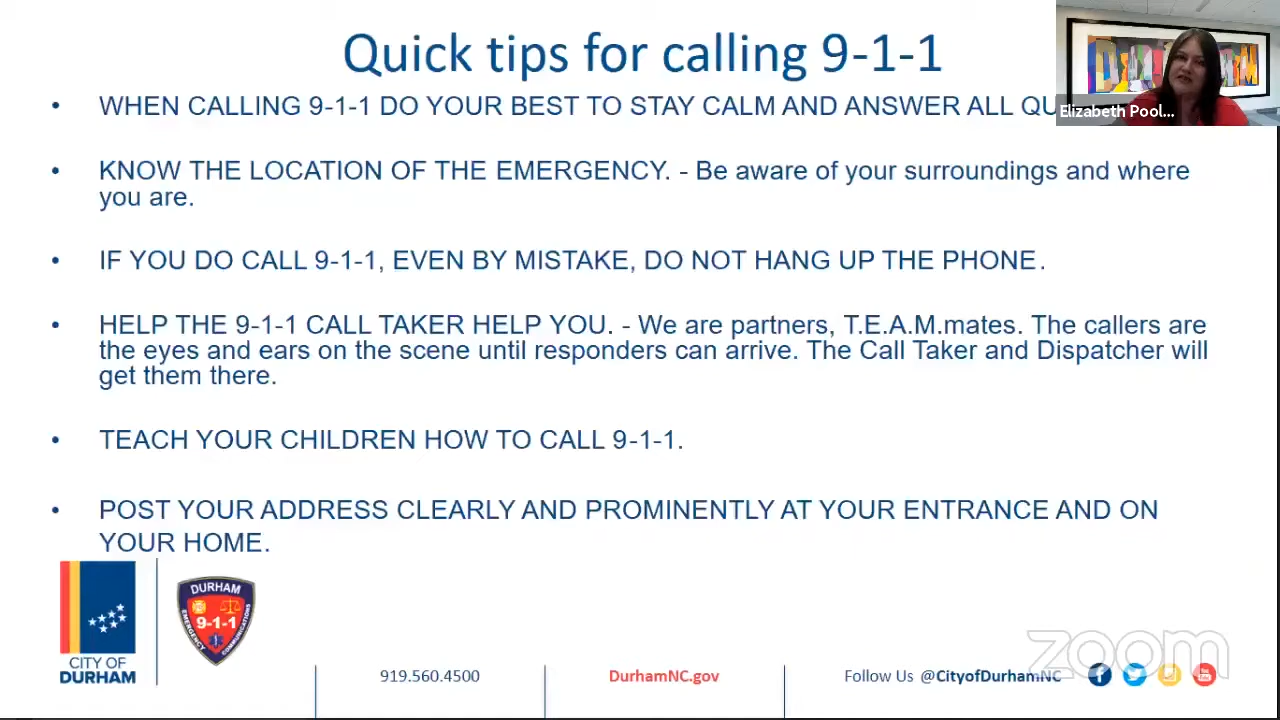 Quick tips for calling 9-1-1
• WHEN CALLING 9-1-1 DO YOUR BEST TO STAY CALM AND ANSWER ALL
Elizabeth Pool...
• KNOW THE LOCATION OF THE EMERGENCY. - Be aware of your surroundings and where
you are.
• IF YOU DO CALL 9-1-1, EVEN BY MISTAKE, DO NOT HANG UP THE PHONE.
• HELP THE 9-1-1 CALL TAKER HELP YOU. - We are partners, T.E.A.M.mates. The callers are
the eyes and ears on the scene until responders can arrive. The Call Taker and Dispatcher will
get them there.
• TEACH YOUR CHILDREN HOW TO CALL 9-1-1.
• POST YOUR ADDRESS CLEARLY AND PROMINENTLY AT YOUR ENTRANCE AND ON
YOUR HOME.
CITY OF
DURHAM
DURHAM
9-1-1
EMERGENCY COMMUNICATIONS
919.560.4500
DurhamNC.gov
Follow Us @CityofDurhamNC
zoom